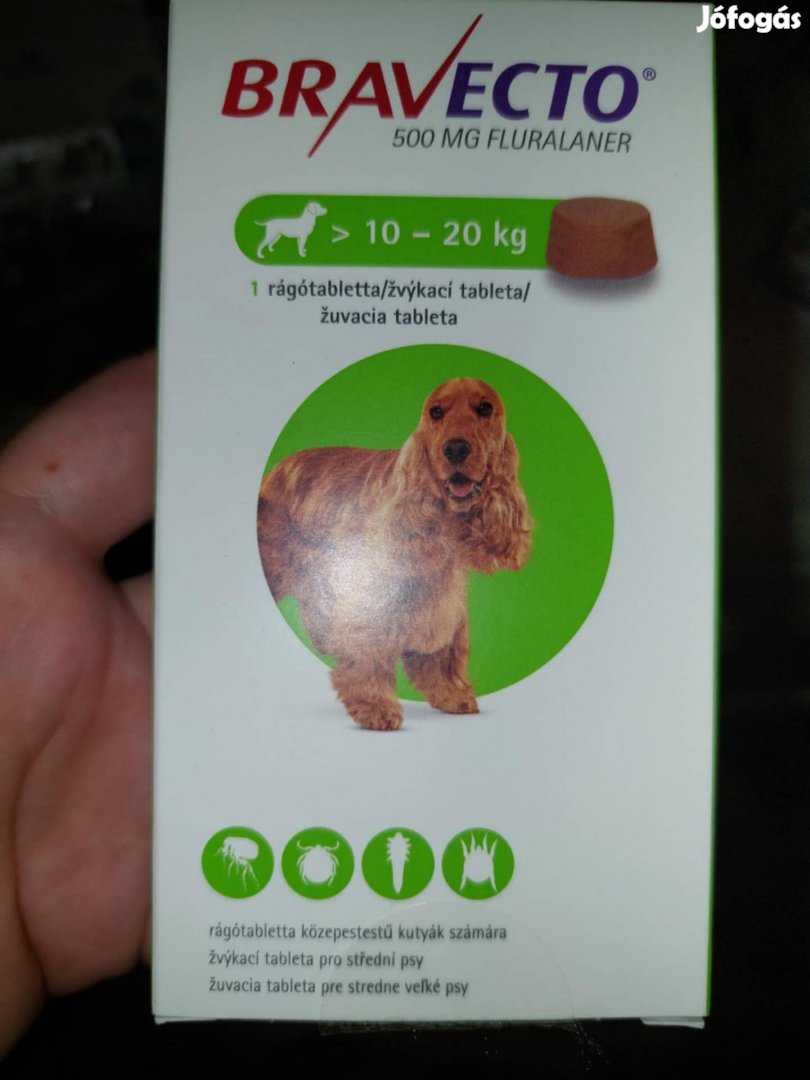 Jófogás
BRAVECTO®
500 MG FLURALANER
> 10 – 20 kg
1 rágótabletta/žvýkací tableta/
žuvacia tableta
rágótabletta közepestestű kutyák számára
žvýkací tableta pro střední psy
žuvacia tableta pre stredne veľké psy